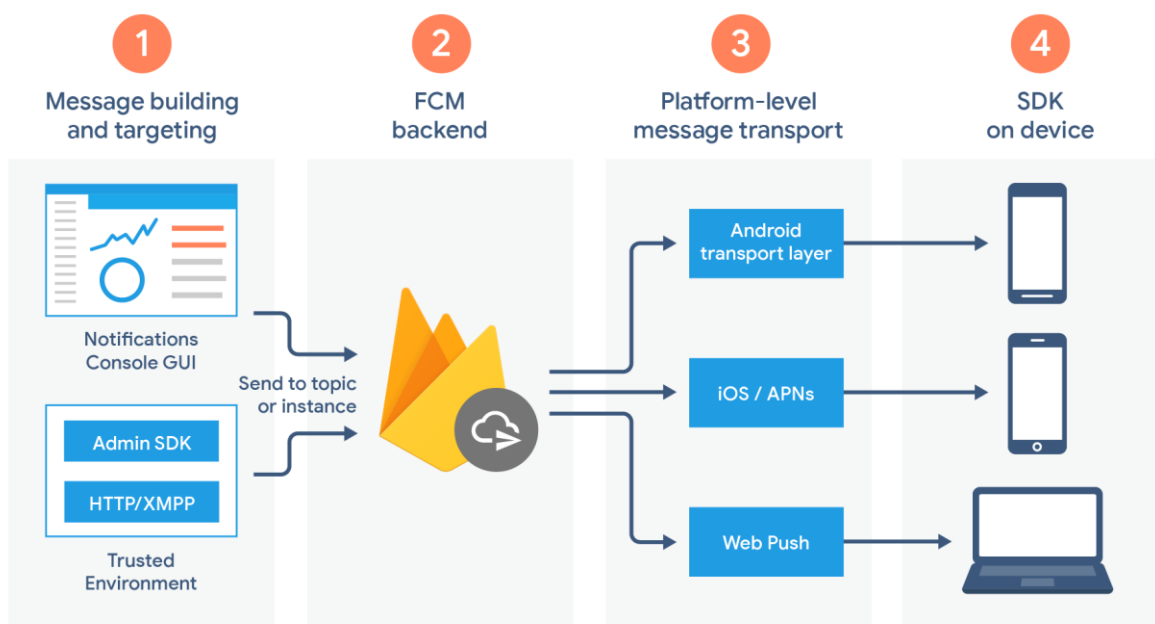 1
Message building
and targeting
2
FCM
backend
3
Platform-level
message transport
4
SDK
on device
Notifications
Console GUI
Send to topic
or instance
Admin SDK
HTTP/XMPP
Trusted
Environment
Android
transport layer
iOS / APNs
Web Push